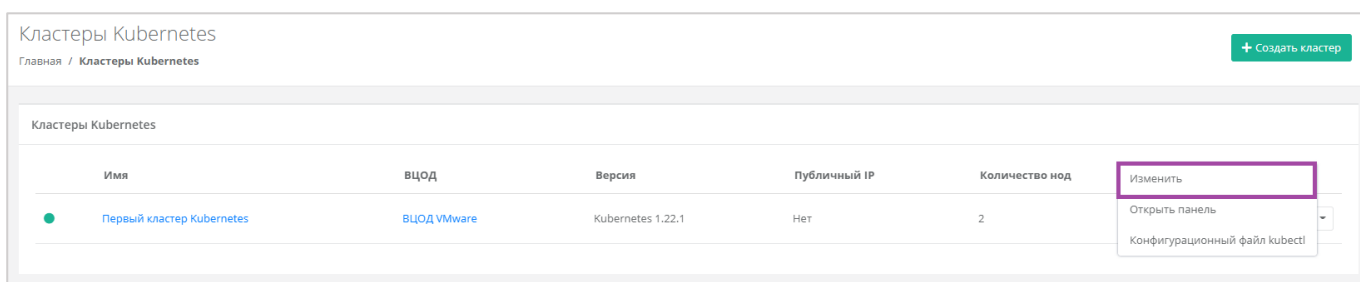 Кластеры Kubernetes
+ Создать кластер
Главная / Кластеры Kubernetes
Кластеры Kubernetes
Имя ВЦОД Версия Публичный IP Количество нод
Изменить
Первый кластер Kubernetes ВЦОД VMware Kubernetes 1.22.1 Нет 2
Открыть панель
Конфигурационный файл kubectl